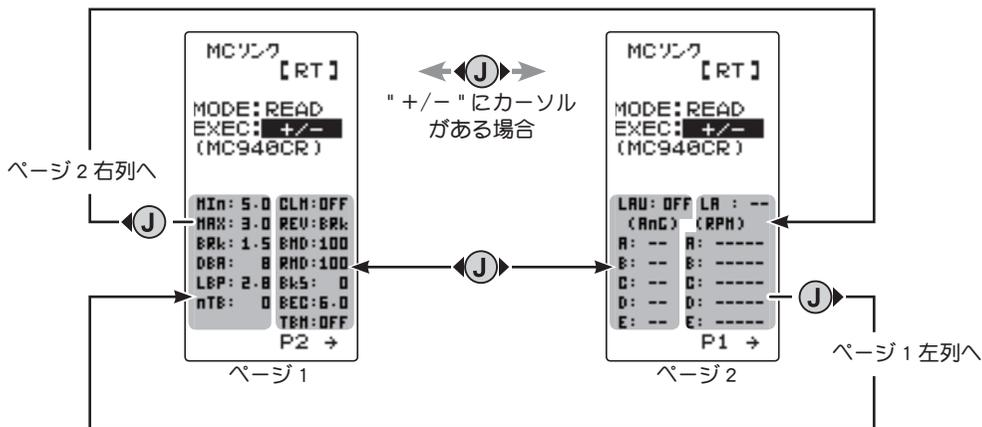 MCリンク
【RT】
MODE:READ
EXEC: +/−
(MC940CR)
MIn: 5.0 CLM:OFF
MAX: 3.0 REV:BRk
BRk: 1.5 BMD:100
DBA: 8 RMD:100
LBP: 2.8 BkS: 0
nTB: 0 BEC:6.0
TBM:OFF
P2 →
ページ 1
J
" +/− " にカーソル
がある場合
J
MCリンク
【RT】
MODE:READ
EXEC: +/−
(MC940CR)
LAU: OFF LA : --
(AnG) (RPM)
A: -- A: -----
B: -- B: -----
C: -- C: -----
D: -- D: -----
E: -- E: -----
P1 →
ページ 2
ページ 2 右列へ
J
J
ページ 1 左列へ